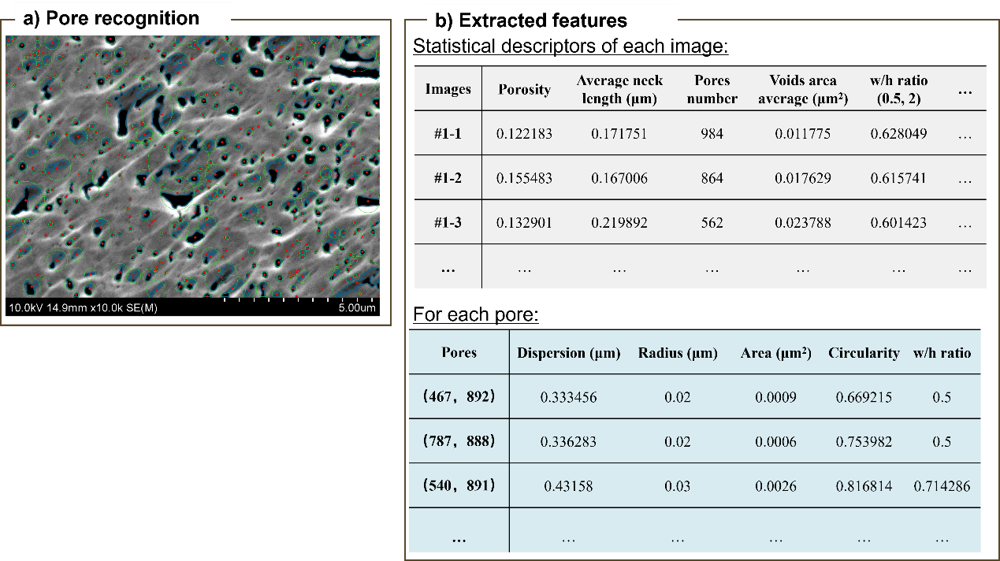 a) Pore recognition
10.0kV 14.9mm x10.0k SE(M)
5.00um
b) Extracted features
Statistical descriptors of each image:
Images Porosity Average neck length (μm) Pores number Voids area average (μm²) w/h ratio (0.5, 2) …
#1-1 0.122183 0.171751 984 0.011775 0.628049 …
#1-2 0.155483 0.167006 864 0.017629 0.615741 …
#1-3 0.132901 0.219892 562 0.023788 0.601423 …
… … … … … … …
For each pore:
Pores Dispersion (μm) Radius (μm) Area (μm²) Circularity w/h ratio
(467, 892) 0.333456 0.02 0.0009 0.669215 0.5
(787, 888) 0.336283 0.02 0.0006 0.753982 0.5
(540, 891) 0.43158 0.03 0.0026 0.816814 0.714286
… … … … … …